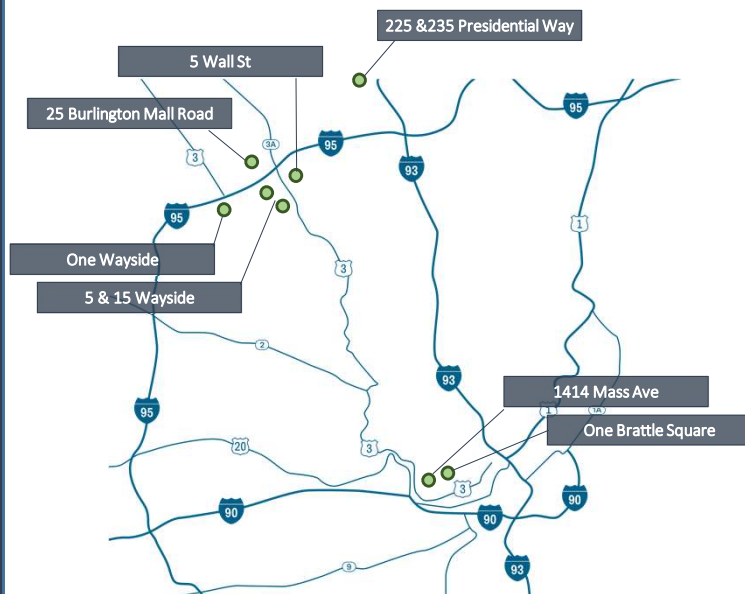 225 &235 Presidential Way
5 Wall St
95
25 Burlington Mall Road
3A
95
3
93
95
1
One Wayside
3
5 & 15 Wayside
2
93
1414 Mass Ave
95
1
1A
One Brattle Square
20
3
3
90
90
90
9
93